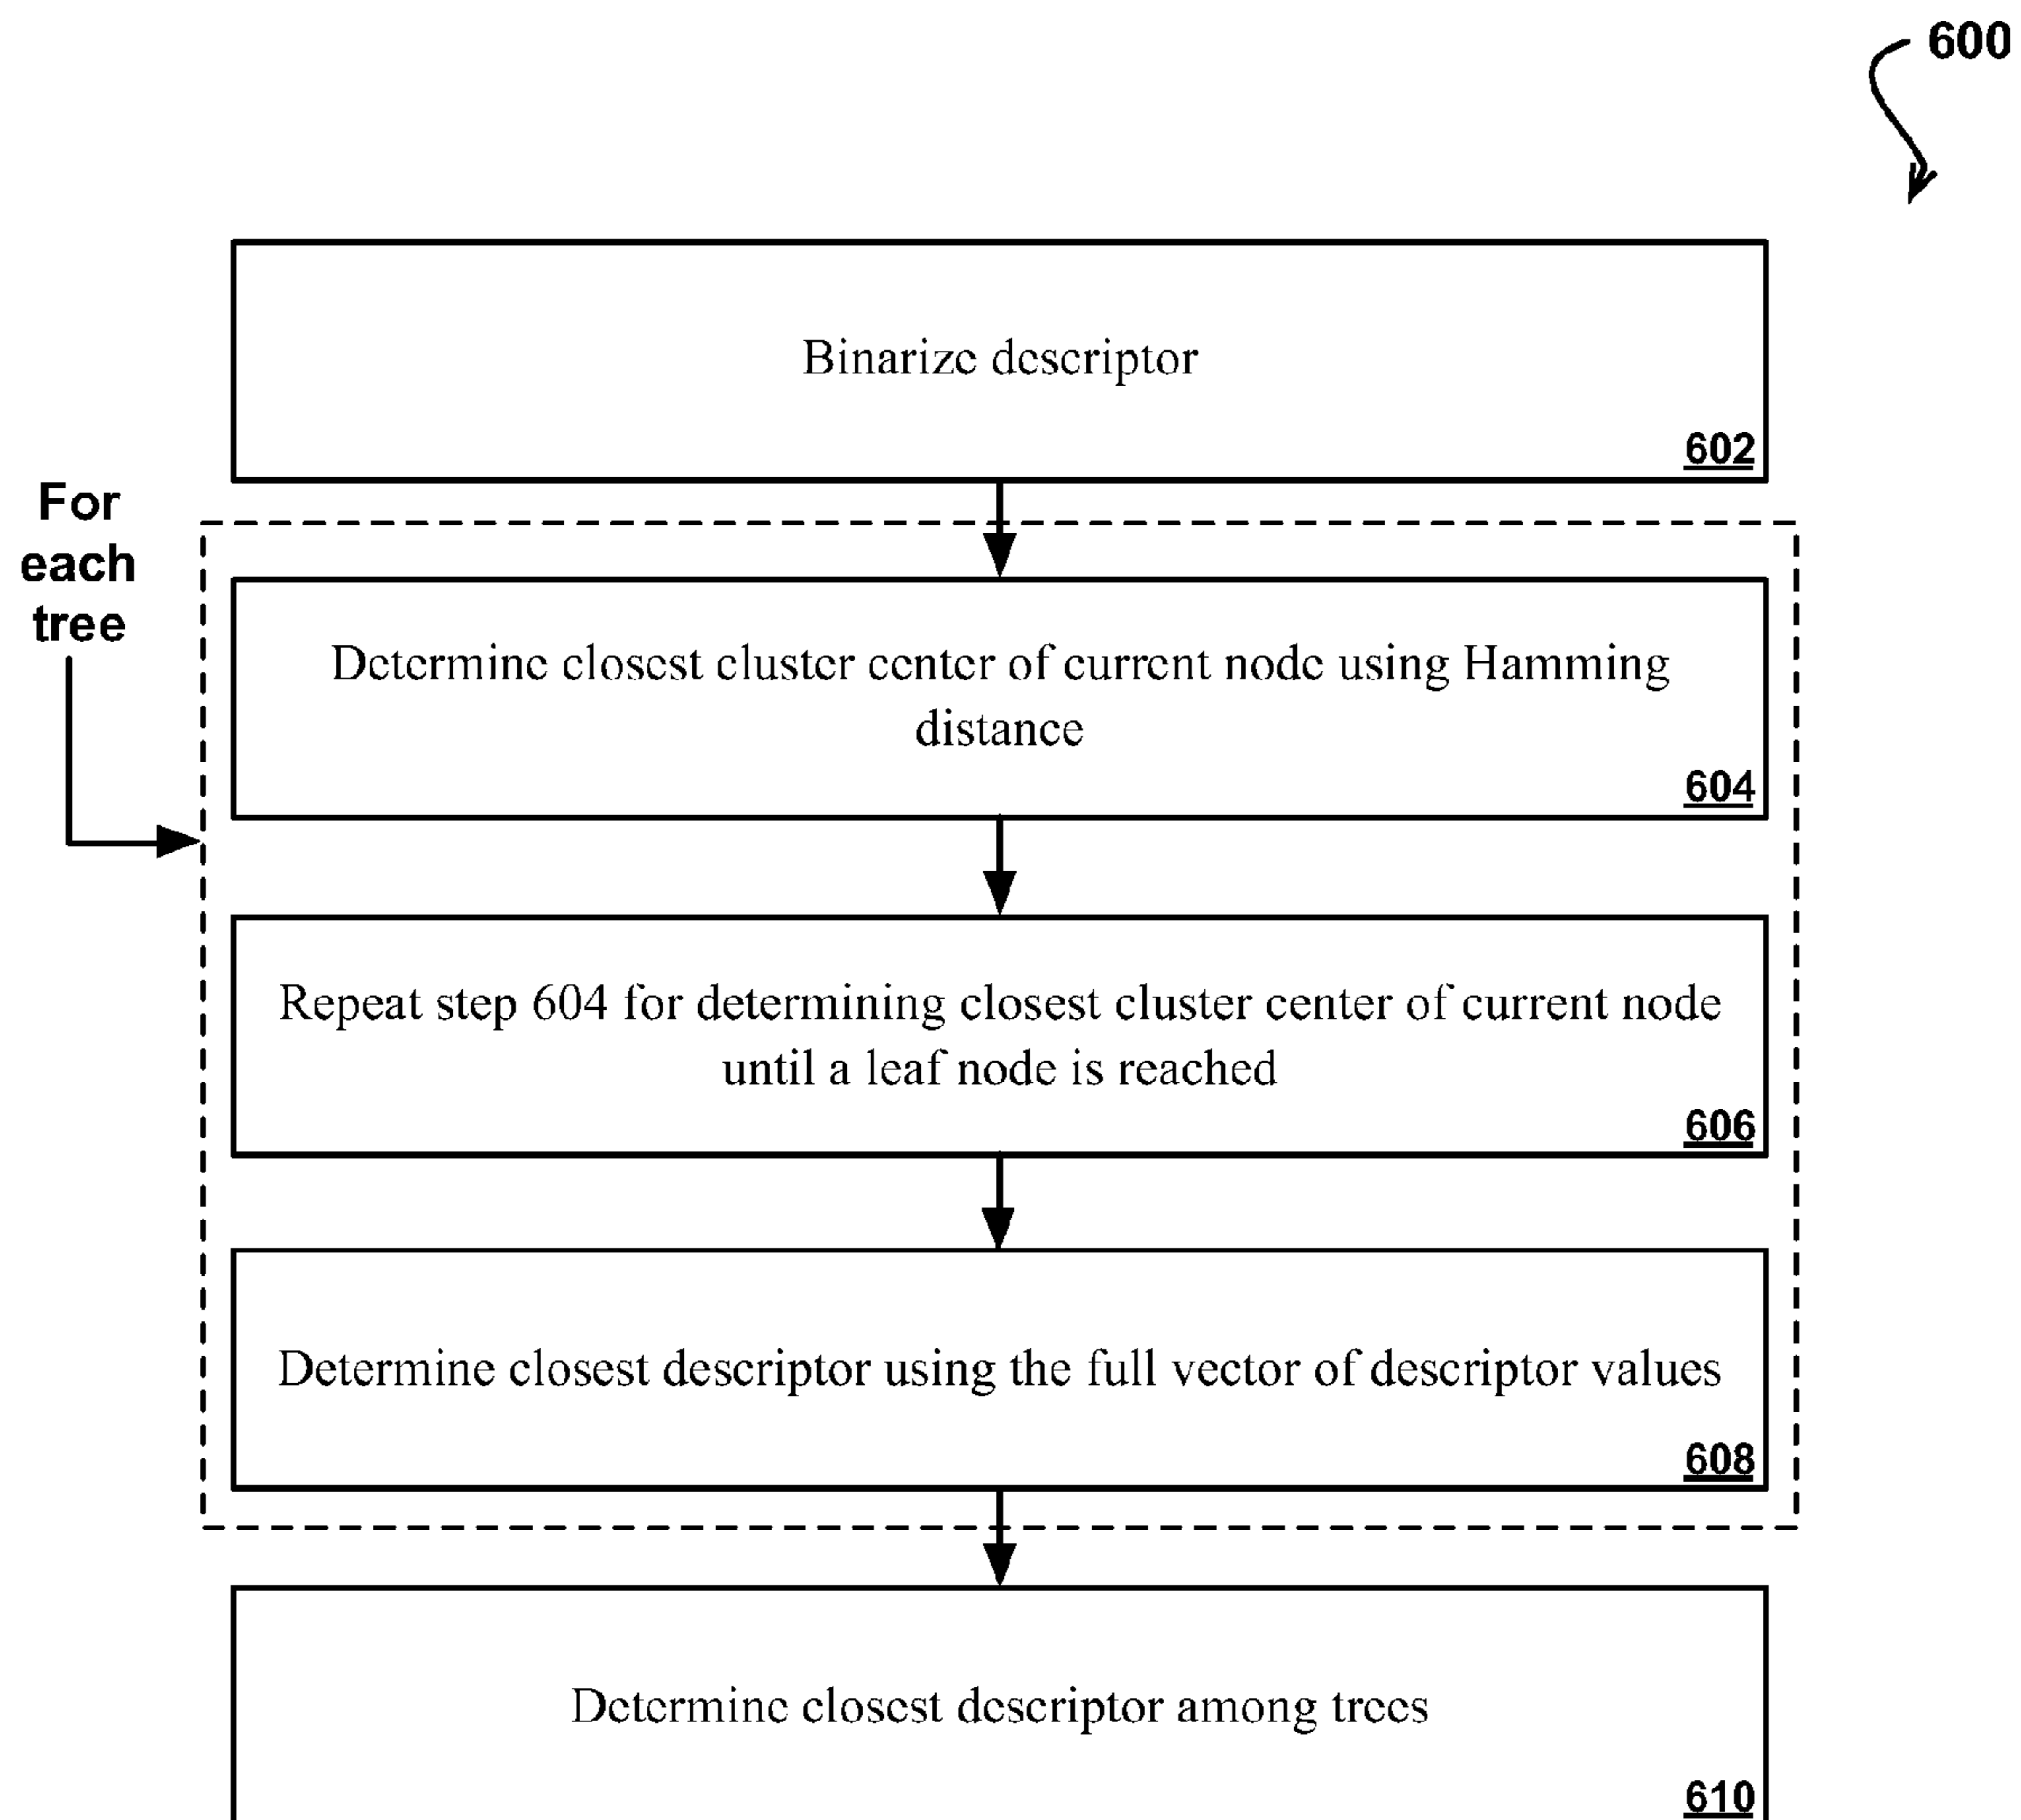 600
Binarize descriptor
602
For
each
tree
Determine closest cluster center of current node using Hamming
distance
604
Repeat step 604 for determining closest cluster center of current node
until a leaf node is reached
606
Determine closest descriptor using the full vector of descriptor values
608
Determine closest descriptor among trees
610